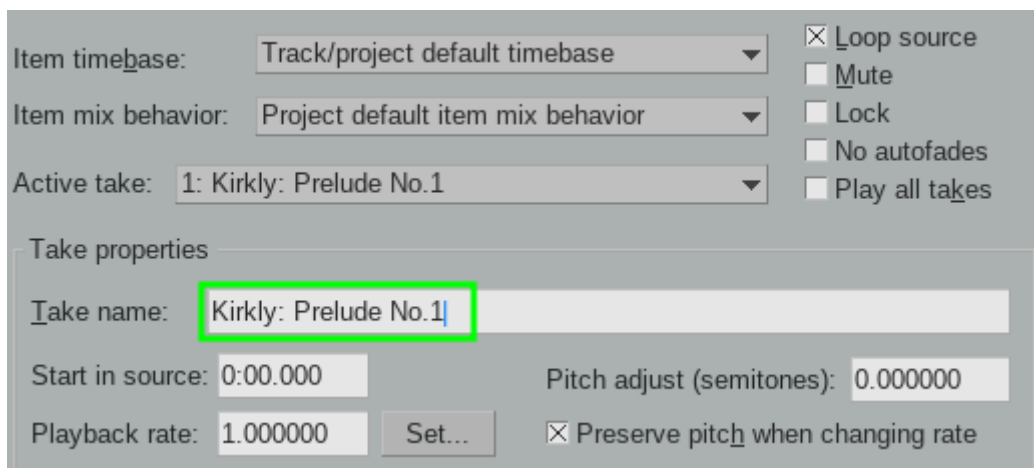 Item timebase: Track/project default timebase
Loop source
Mute
Item mix behavior: Project default item mix behavior
Lock
No autofades
Active take: 1: Kirkly: Prelude No.1
Play all takes
Take properties
Take name: Kirkly: Prelude No.1
Start in source: 0:00.000 Pitch adjust (semitones): 0.000000
Playback rate: 1.000000 Set... Preserve pitch when changing rate